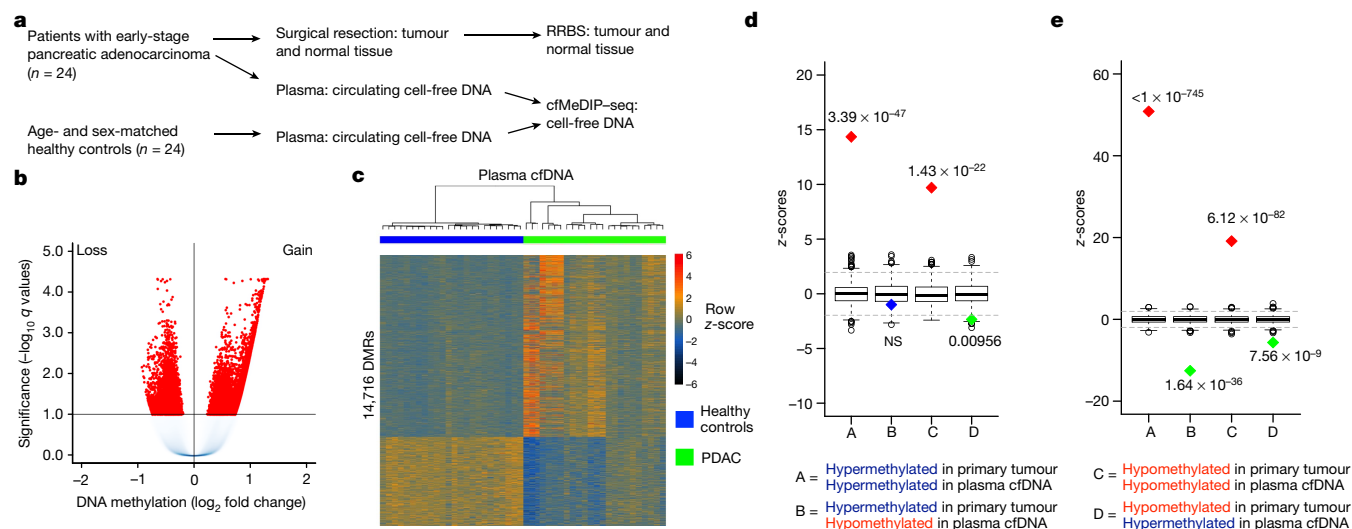 a
Patients with early-stage
pancreatic adenocarcinoma
(n = 24)
Surgical resection: tumour
and normal tissue
RRBS: tumour and
normal tissue
Plasma: circulating cell-free DNA
cfMeDIP–seq:
cell-free DNA
Age- and sex-matched
healthy controls (n = 24)
Plasma: circulating cell-free DNA
b
Loss
Gain
5.0
4.0
3.0
2.0
1.0
0.0
Significance (–log10 q values)
−2
−1
0
1
2
DNA methylation (log2 fold change)
c
Plasma cfDNA
14,716 DMRs
6
4
2
0
−2
−4
−6
Row
z-score
Healthy
controls
PDAC
d
20
15
10
5
0
−5
−10
z-scores
3.39 × 10−47
1.43 × 10−22
NS
0.00956
A
B
C
D
e
60
40
20
0
−20
z-scores
<1 × 10−745
6.12 × 10−82
7.56 × 10−9
1.64 × 10−36
A
B
C
D
A = Hypermethylated in primary tumour
Hypermethylated in plasma cfDNA
B = Hypermethylated in primary tumour
Hypomethylated in plasma cfDNA
C = Hypomethylated in primary tumour
Hypomethylated in plasma cfDNA
D = Hypomethylated in primary tumour
Hypermethylated in plasma cfDNA